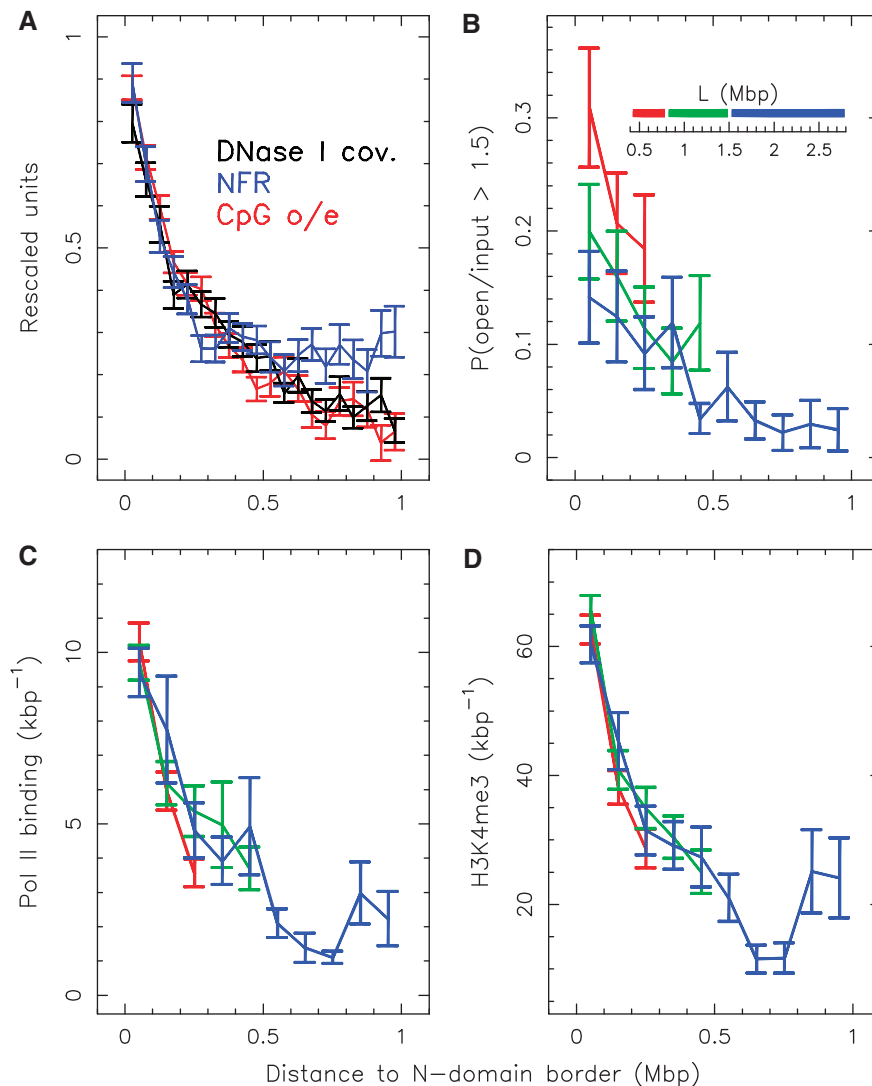 A
B
1
0.5
0
Rescaled units
DNase I cov.
NFR
CpG o/e
0 0.5 1
P(open/input > 1.5)
0.3
0.2
0.1
0
L (Mbp)
0.5 1 1.5 2 2.5
0 0.5 1
C
D
Pol II binding (kbp⁻¹)
10
5
0
0 0.5 1
H3K4me3 (kbp⁻¹)
60
40
20
0 0.5 1
Distance to N-domain border (Mbp)